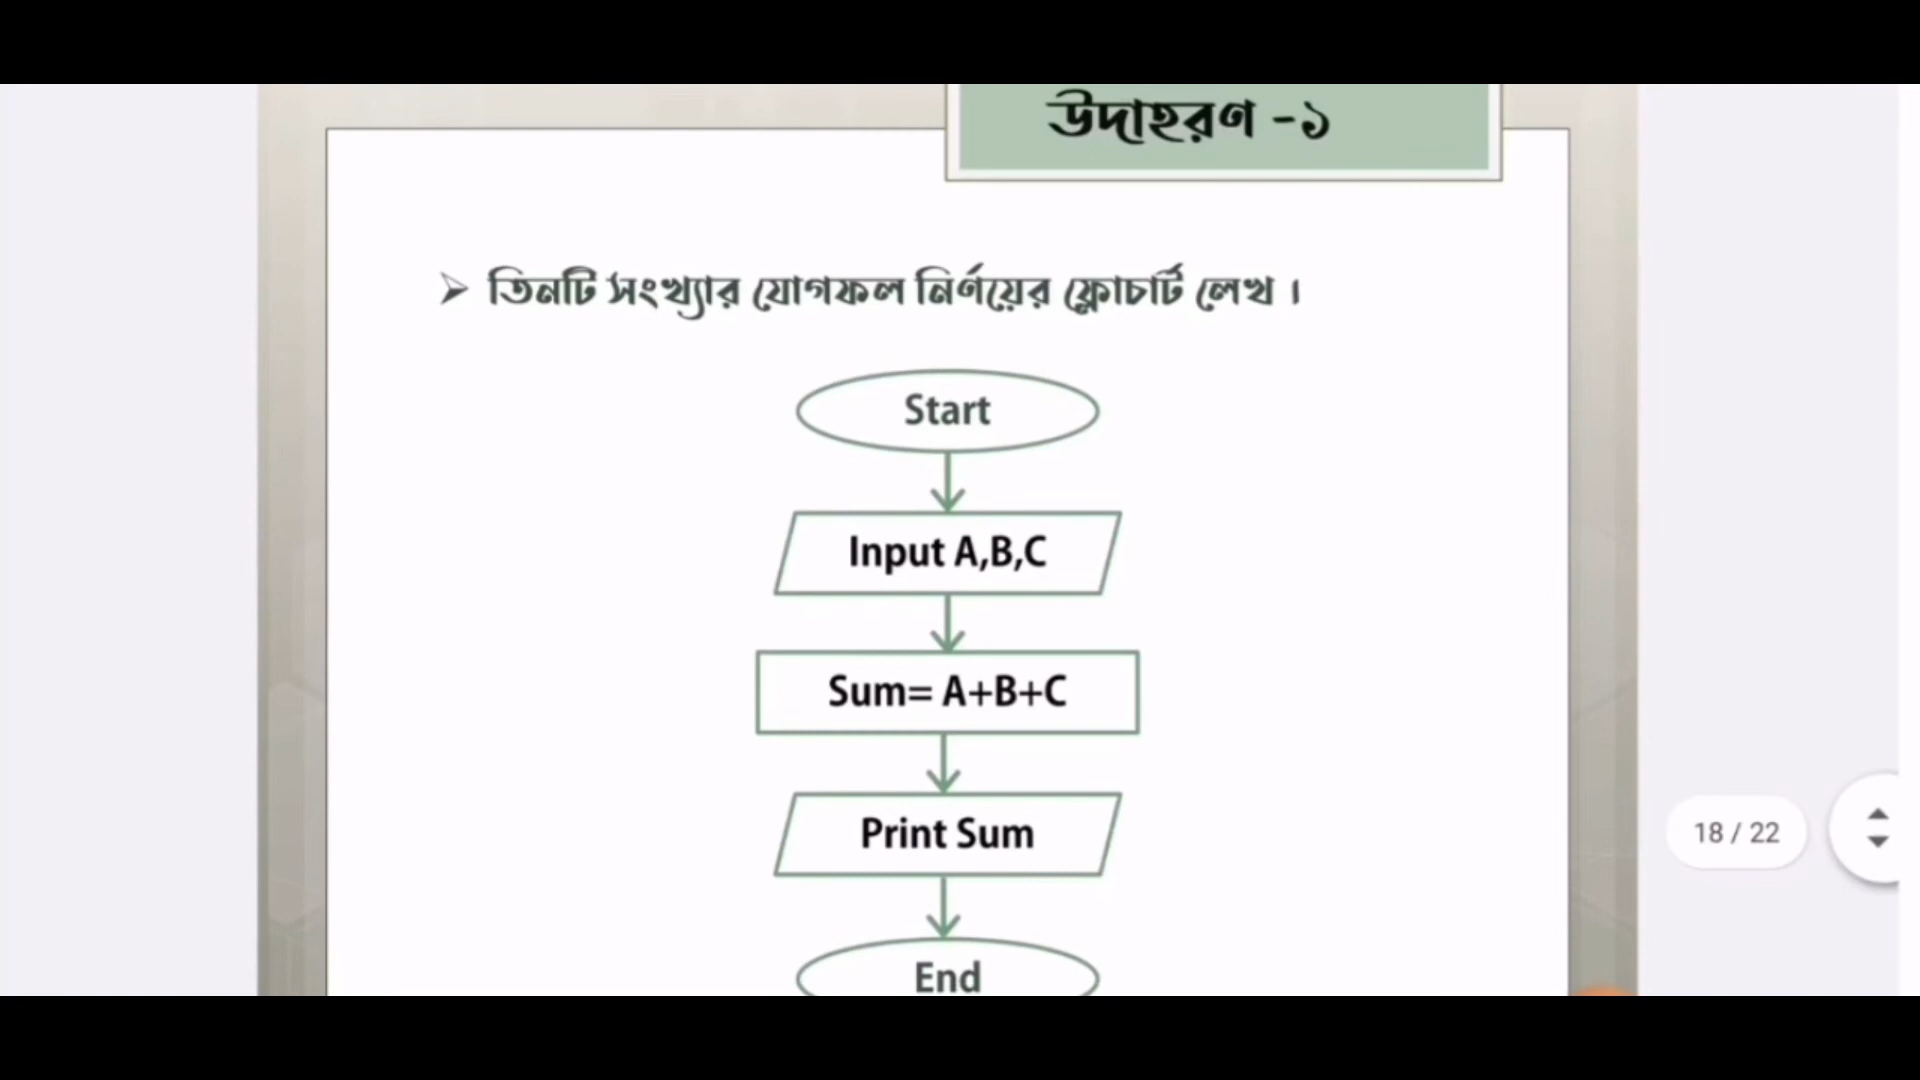 উদাহরণ -১
তিনটি সংখ্যার যোগফল নির্ণয়ের ফ্লোচার্ট লেখ ।
Start
Input A,B,C
Sum= A+B+C
Print Sum
End
18 / 22